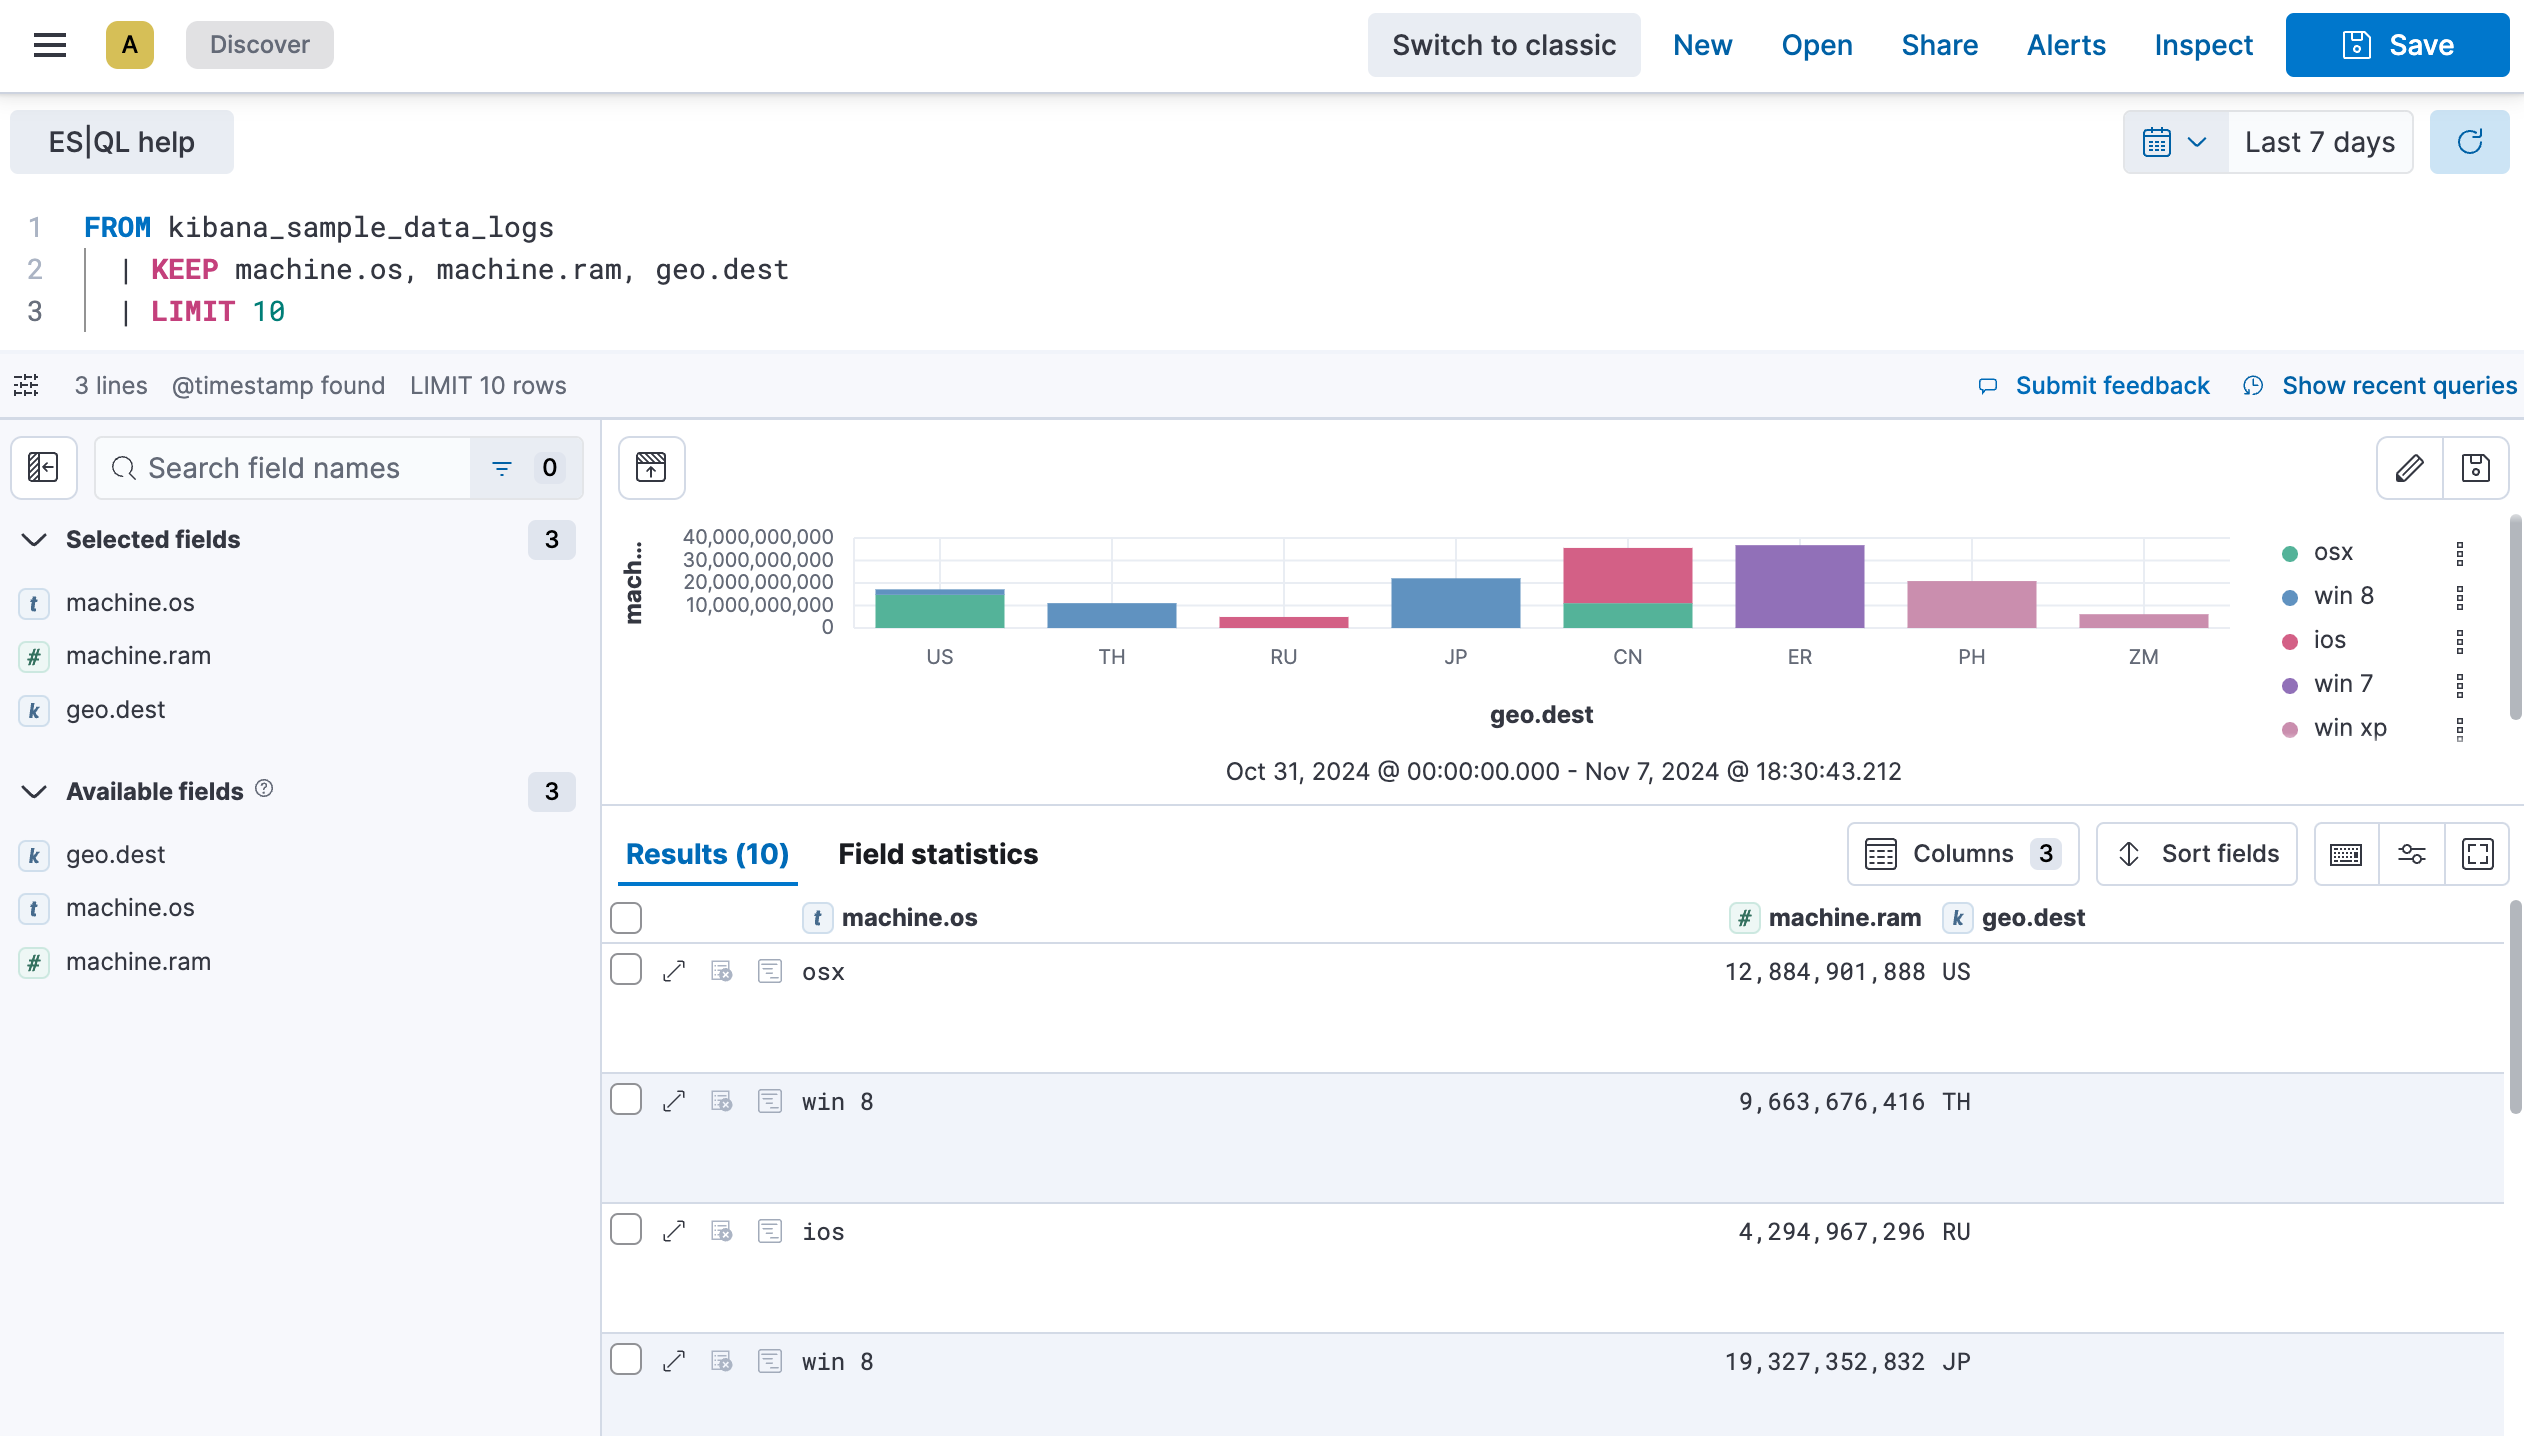 A Discover Switch to classic New Open Share Alerts Inspect Save
ES|QL help Last 7 days
1 FROM kibana_sample_data_logs
2 | KEEP machine.os, machine.ram, geo.dest
3 | LIMIT 10
3 lines @timestamp found LIMIT 10 rows Submit feedback Show recent queries
Search field names 0
Selected fields 3
t machine.os
# machine.ram
k geo.dest
Available fields ? 3
k geo.dest
t machine.os
# machine.ram
mach...
40,000,000,000
30,000,000,000
20,000,000,000
10,000,000,000
0
US TH RU JP CN ER PH ZM
geo.dest
Oct 31, 2024 @ 00:00:00.000 - Nov 7, 2024 @ 18:30:43.212
osx
win 8
ios
win 7
win xp
Results (10) Field statistics Columns 3 Sort fields
t machine.os # machine.ram k geo.dest
osx 12,884,901,888 US
win 8 9,663,676,416 TH
ios 4,294,967,296 RU
win 8 19,327,352,832 JP